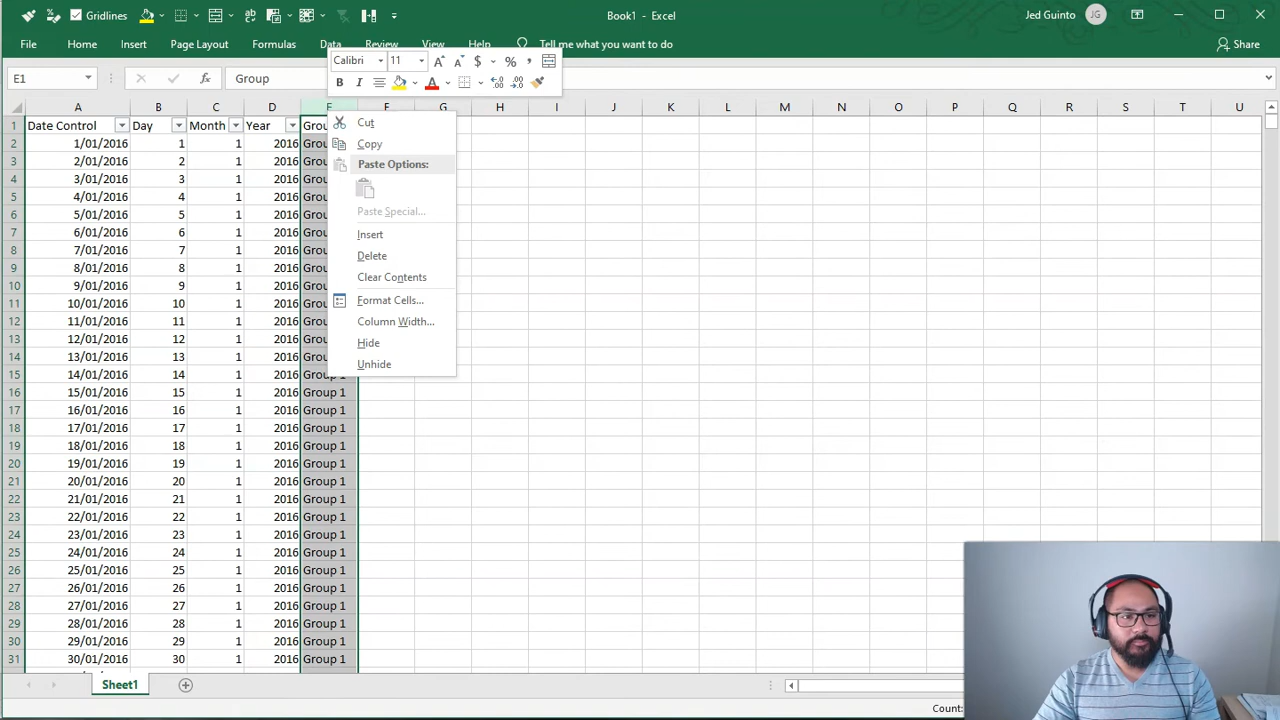 Gridlines
Book1 - Excel
Jed Guinto
JG
File Home Insert Page Layout Formulas Data Review View Help Tell me what you want to do Share
Calibri 11 $ % ,
B I A
E1 fx Group
A B C D E F G H I J K L M N O P Q R S T U
1 Date Control Day Month Year
2 1/01/2016 1 1 2016
3 2/01/2016 2 1 2016
4 3/01/2016 3 1 2016
5 4/01/2016 4 1 2016
6 5/01/2016 5 1 2016
7 6/01/2016 6 1 2016
8 7/01/2016 7 1 2016
9 8/01/2016 8 1 2016
10 9/01/2016 9 1 2016
11 10/01/2016 10 1 2016
12 11/01/2016 11 1 2016
13 12/01/2016 12 1 2016
14 13/01/2016 13 1 2016
15 14/01/2016 14 1 2016 Group 1
16 15/01/2016 15 1 2016 Group 1
17 16/01/2016 16 1 2016 Group 1
18 17/01/2016 17 1 2016 Group 1
19 18/01/2016 18 1 2016 Group 1
20 19/01/2016 19 1 2016 Group 1
21 20/01/2016 20 1 2016 Group 1
22 21/01/2016 21 1 2016 Group 1
23 22/01/2016 22 1 2016 Group 1
24 23/01/2016 23 1 2016 Group 1
25 24/01/2016 24 1 2016 Group 1
26 25/01/2016 25 1 2016 Group 1
27 26/01/2016 26 1 2016 Group 1
28 27/01/2016 27 1 2016 Group 1
29 28/01/2016 28 1 2016 Group 1
30 29/01/2016 29 1 2016 Group 1
31 30/01/2016 30 1 2016 Group 1
Cut
Copy
Paste Options:
Paste Special...
Insert
Delete
Clear Contents
Format Cells...
Column Width...
Hide
Unhide
Sheet1
Count: